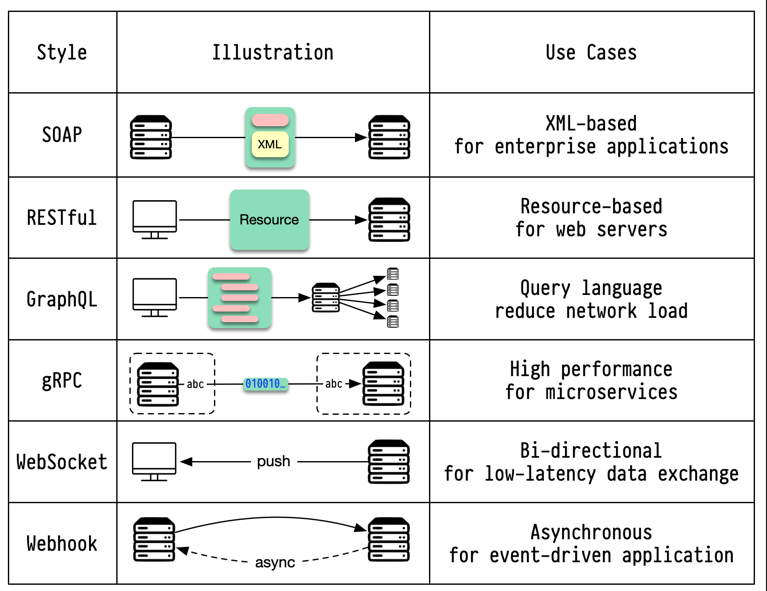 Style
Illustration
Use Cases
SOAP
XML
XML-based
for enterprise applications
RESTful
Resource
Resource-based
for web servers
GraphQL
Query language
reduce network load
gRPC
abc
010010…
abc
High performance
for microservices
WebSocket
push
Bi-directional
for low-latency data exchange
Webhook
async
Asynchronous
for event-driven application